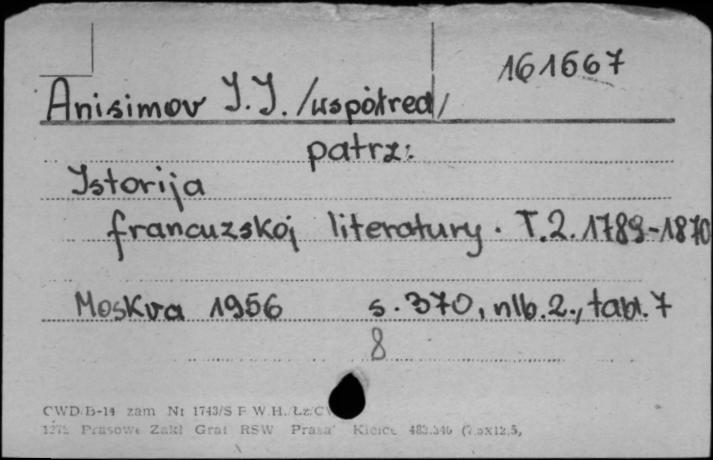 161667
Anisimov I.I. /współred/
patrz:
Istorija
francuzskoj literatury. T.2. 1789-1870
Moskva 1956 s. 370, nlb. 2., tabl. 7
8
CWD/B-14 zam Nr 1743/S F.W.H. Łz/C
Prasowe Zakł Graf RSW Prasa Kielce